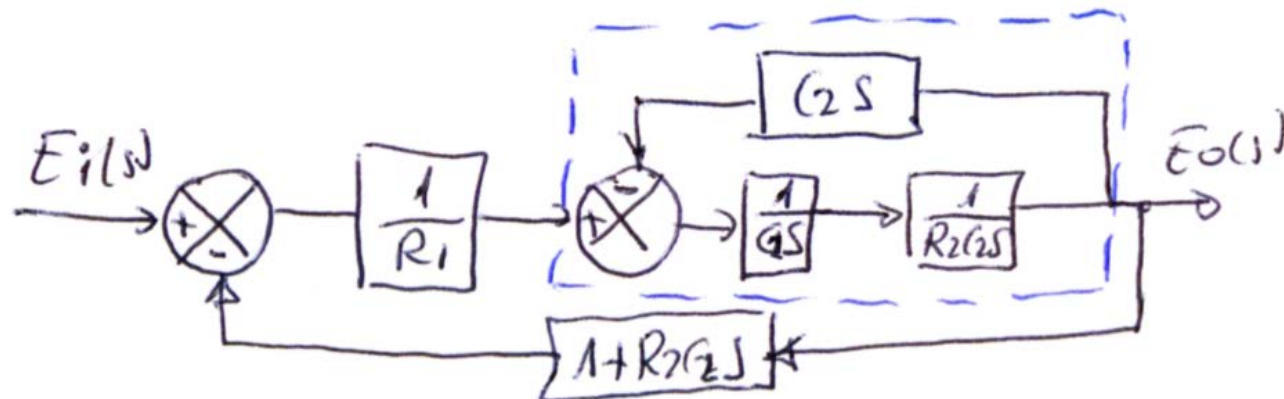 C2S
Ei(s)
Eo(s)
+
-
1
R1
+
-
1
C1S
1
R2C2S
1+R2C2S